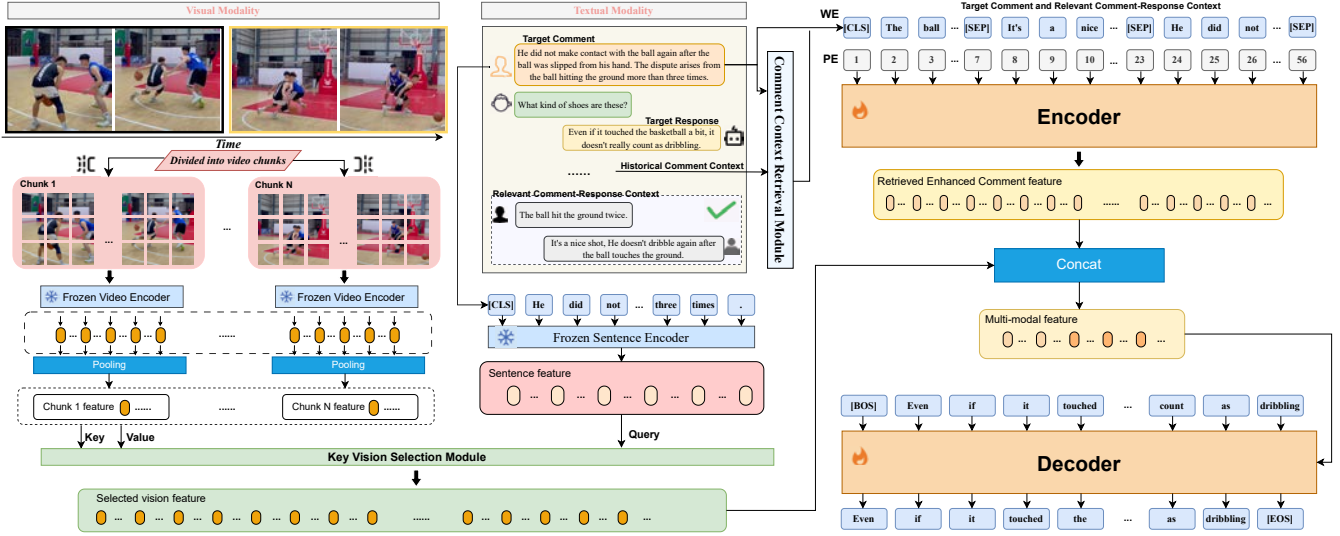 Visual Modality
Time
Divided into video chunks
Chunk 1
...
...
Chunk N
...
Frozen Video Encoder
Frozen Video Encoder
... ... ... ...
......
... ... ... ...
Pooling
Pooling
Chunk 1 feature ......
......
Chunk N feature ......
Key
Value
Query
Key Vision Selection Module
Selected vision feature
... ... ... ... ... ... ... ...... ... ... ... ... ...
Textual Modality
Target Comment
He did not make contact with the ball again after the
ball was slipped from his hand. The dispute arises from
the ball hitting the ground more than three times.
What kind of shoes are these?
Target Response
Even if it touched the basketball a bit, it
doesn't really count as dribbling.
......
Historical Comment Context
Relevant Comment-Response Context
The ball hit the ground twice.
It's a nice shot, He doesn't dribble again after
the ball touches the ground.
Comment Context Retrieval Module
[CLS] He did not ... three times .
Frozen Sentence Encoder
Sentence feature
... ... ... ... ...
Target Comment and Relevant Comment-Response Context
WE [CLS] The ball ... [SEP] It's a nice ... [SEP] He did not ... [SEP]
PE 1 2 3 ... 7 8 9 10 ... 23 24 25 26 ... 56
Encoder
Retrieved Enhanced Comment feature
... ... ... ... ... ... ... ...... ... ... ... ... ...
Concat
Multi-modal feature
... ... ... ... ...
[BOS] Even if it touched ... count as dribbling
Decoder
Even if it touched the ... as dribbling [EOS]